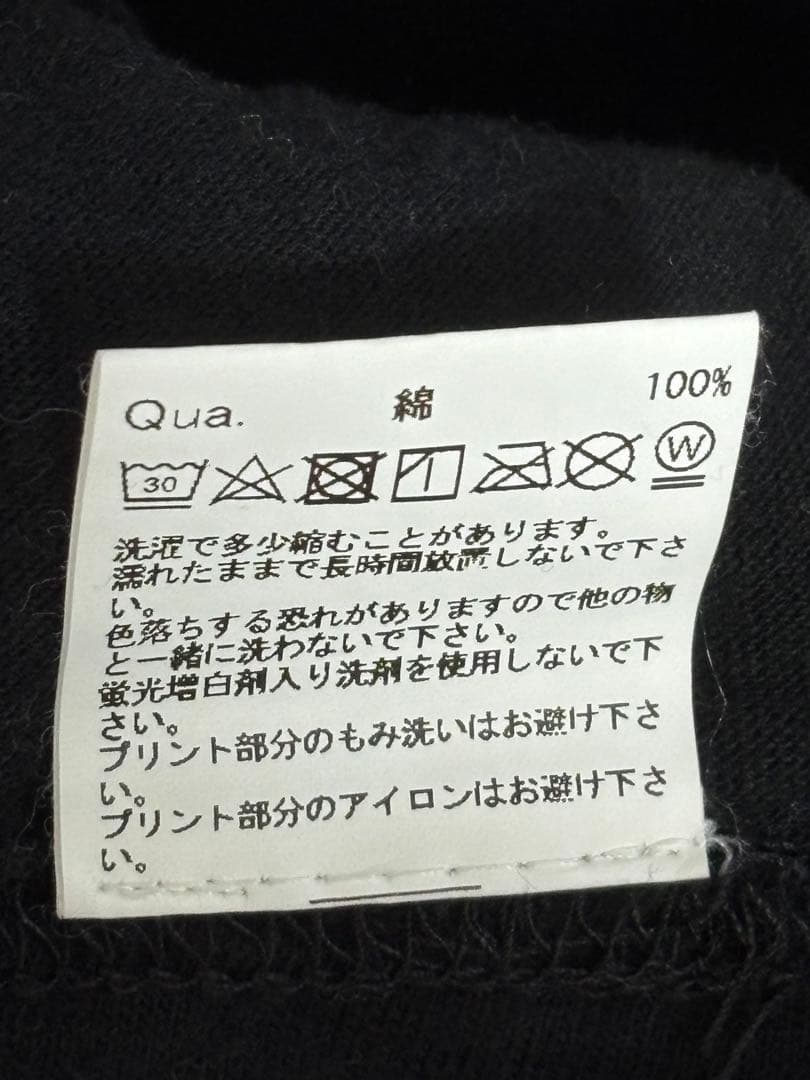 Qua. 綿 100%
30 W
洗濯で多少縮むことがあります。
濡れたままで長時間放置しないで下さ
い。
色落ちする恐れがありますので他の物
と一緒に洗わないで下さい。
蛍光増白剤入り洗剤を使用しないで下
さい。
プリント部分のもみ洗いはお避け下さ
い。
プリント部分のアイロンはお避け下さ
い。